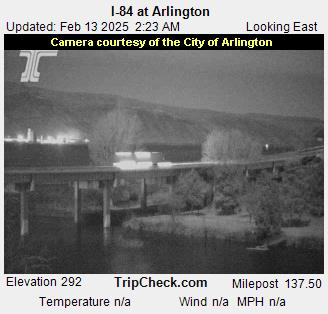 I-84 at Arlington
Updated: Feb 13 2025 2:23 AM Looking East
Camera courtesy of the City of Arlington
Elevation 292 TripCheck.com Milepost 137.50
Temperature n/a Wind n/a MPH n/a